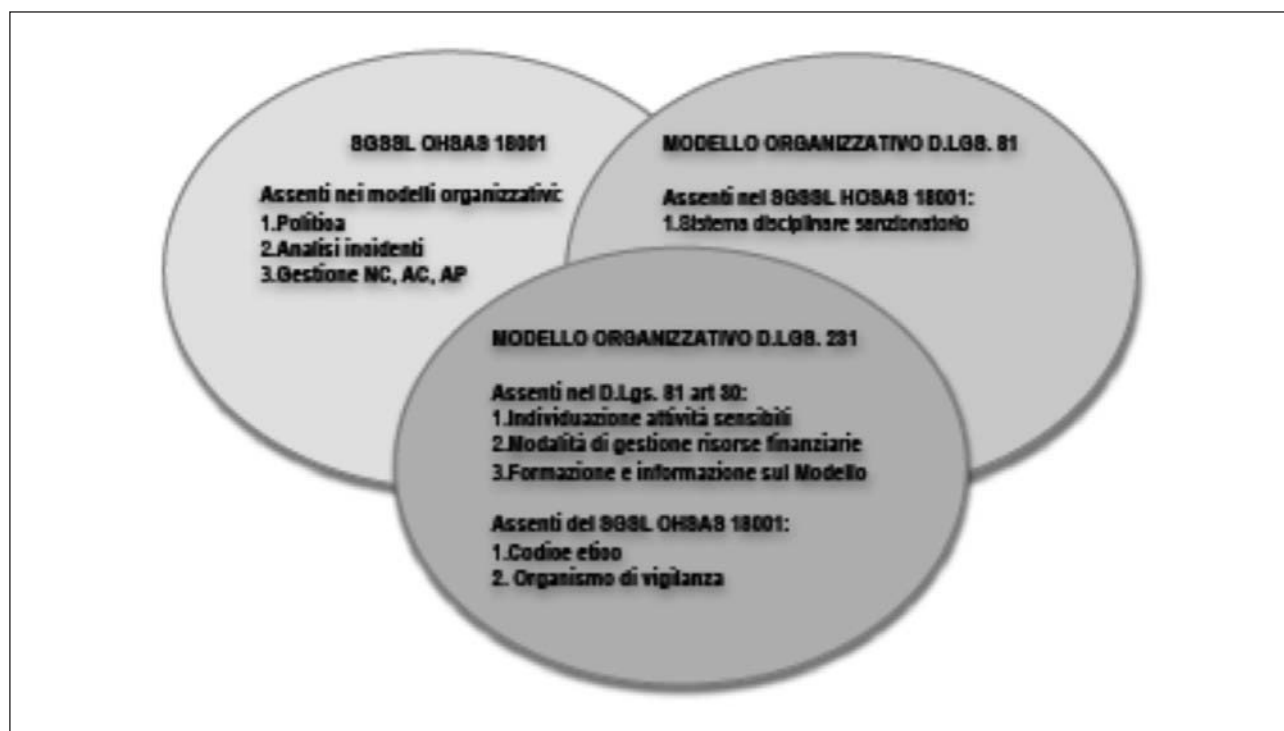 SGSSL OHSAS 18001
Assenti nei modelli organizzativi:
1.Politica
2.Analisi incidenti
3.Gestione NC, AC, AP
MODELLO ORGANIZZATIVO D.LGS. 81
Assenti nel SGSSL HOSAS 18001:
1.Sistema disciplinare sanzionatorio
MODELLO ORGANIZZATIVO D.LGS. 231
Assenti nel D.Lgs. 81 art 30:
1.Individuazione attività sensibili
2.Modalità di gestione risorse finanziarie
3.Formazione e informazione sul Modello
Assenti del SGSL OHSAS 18001:
1.Codice etico
2. Organismo di vigilanza